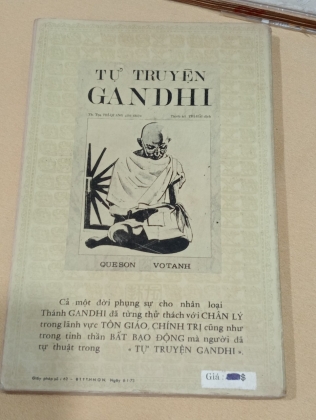 TỰ TRUYỆN
GANDHI
GUEBON VOTANH
Cả một đời phụng sự cho nhân loại
Thánh GANDHI đã từng thử thách với CHÂN LÝ
trong lãnh vực TÔN GIÁO, CHÍNH TRỊ cũng như
trong tinh thần BẤT BẠO ĐỘNG mà người đã
tự thuật trong « TỰ TRUYỆN GANDHI ».
Giá $